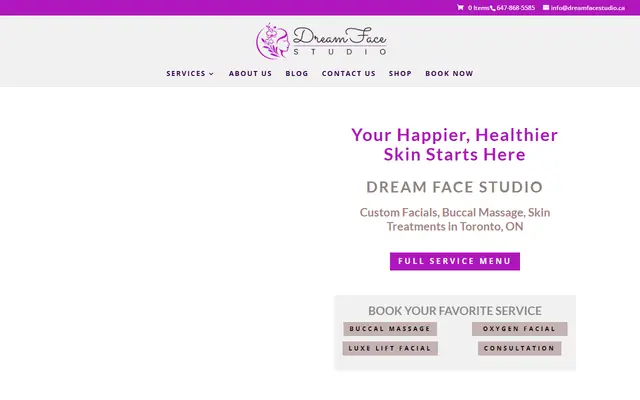 0 Items 647-868-5585 info@dreamfacestudio.ca
Dream Face
STUDIO
SERVICES ABOUT US BLOG CONTACT US SHOP BOOK NOW
Your Happier, Healthier
Skin Starts Here
DREAM FACE STUDIO
Custom Facials, Buccal Massage, Skin
Treatments in Toronto, ON
FULL SERVICE MENU
BOOK YOUR FAVORITE SERVICE
BUCCAL MASSAGE OXYGEN FACIAL
LUXE LIFT FACIAL CONSULTATION